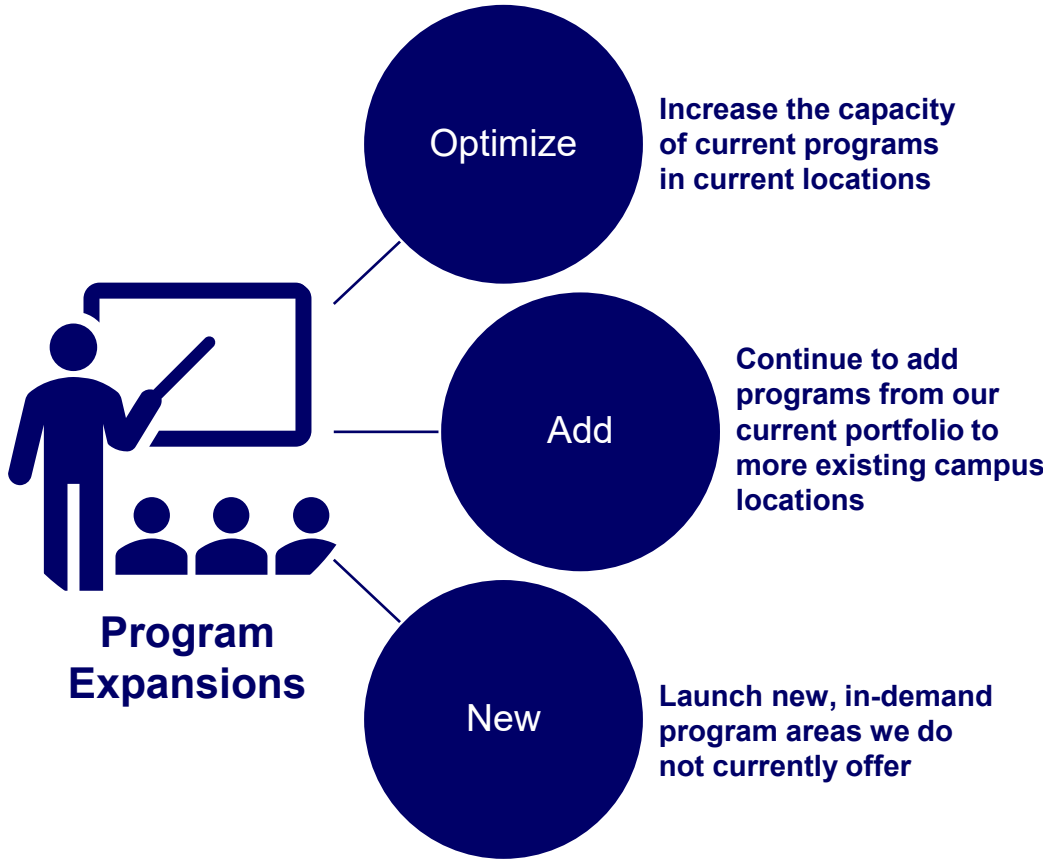 Optimize
Increase the capacity
of current programs
in current locations
Add
Continue to add
programs from our
current portfolio to
more existing campus
locations
Program
Expansions
New
Launch new, in-demand
program areas we do
not currently offer